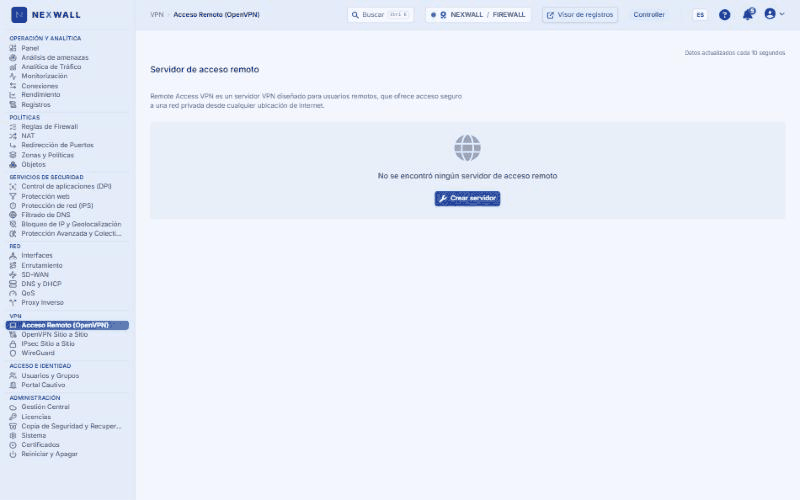 NEXWALL
VPN › Acceso Remoto (OpenVPN)
Buscar Ctrl K
NEXWALL / FIREWALL
Visor de registros
Controller
ES
?
OPERACIÓN Y ANALÍTICA
Panel
Análisis de amenazas
Analítica de Tráfico
Monitorización
Conexiones
Rendimiento
Registros
POLÍTICAS
Reglas de Firewall
NAT
Redirección de Puertos
Zonas y Políticas
Objetos
SERVICIOS DE SEGURIDAD
Control de aplicaciones (DPI)
Protección web
Protección de red (IPS)
Filtrado de DNS
Bloqueo de IP y Geolocalización
Protección Avanzada y Colecti...
RED
Interfaces
Enrutamiento
SD-WAN
DNS y DHCP
QoS
Proxy Inverso
VPN
Acceso Remoto (OpenVPN)
OpenVPN Sitio a Sitio
IPsec Sitio a Sitio
WireGuard
ACCESO E IDENTIDAD
Usuarios y Grupos
Portal Cautivo
ADMINISTRACIÓN
Gestión Central
Licencias
Copia de Seguridad y Recuper...
Sistema
Certificados
Reiniciar y Apagar
Datos actualizados cada 10 segundos
Servidor de acceso remoto
Remote Access VPN es un servidor VPN diseñado para usuarios remotos, que ofrece acceso seguro
a una red privada desde cualquier ubicación de Internet.
No se encontró ningún servidor de acceso remoto
Crear servidor